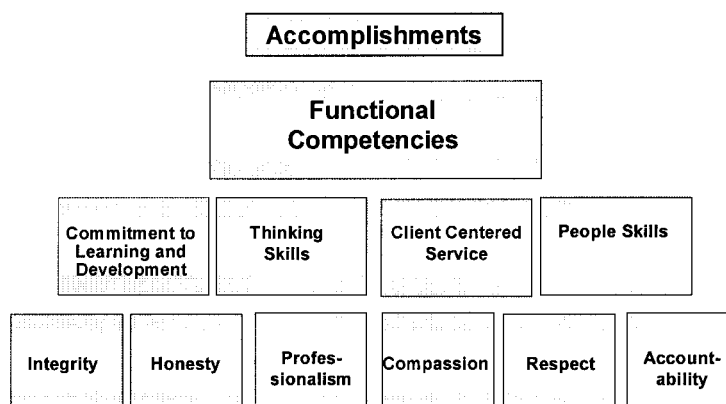 Accomplishments
Functional
Competencies
Commitment to
Learning and
Development
Thinking
Skills
Client Centered
Service
People Skills
Integrity
Honesty
Profes-
sionalism
Compassion
Respect
Account-
ability